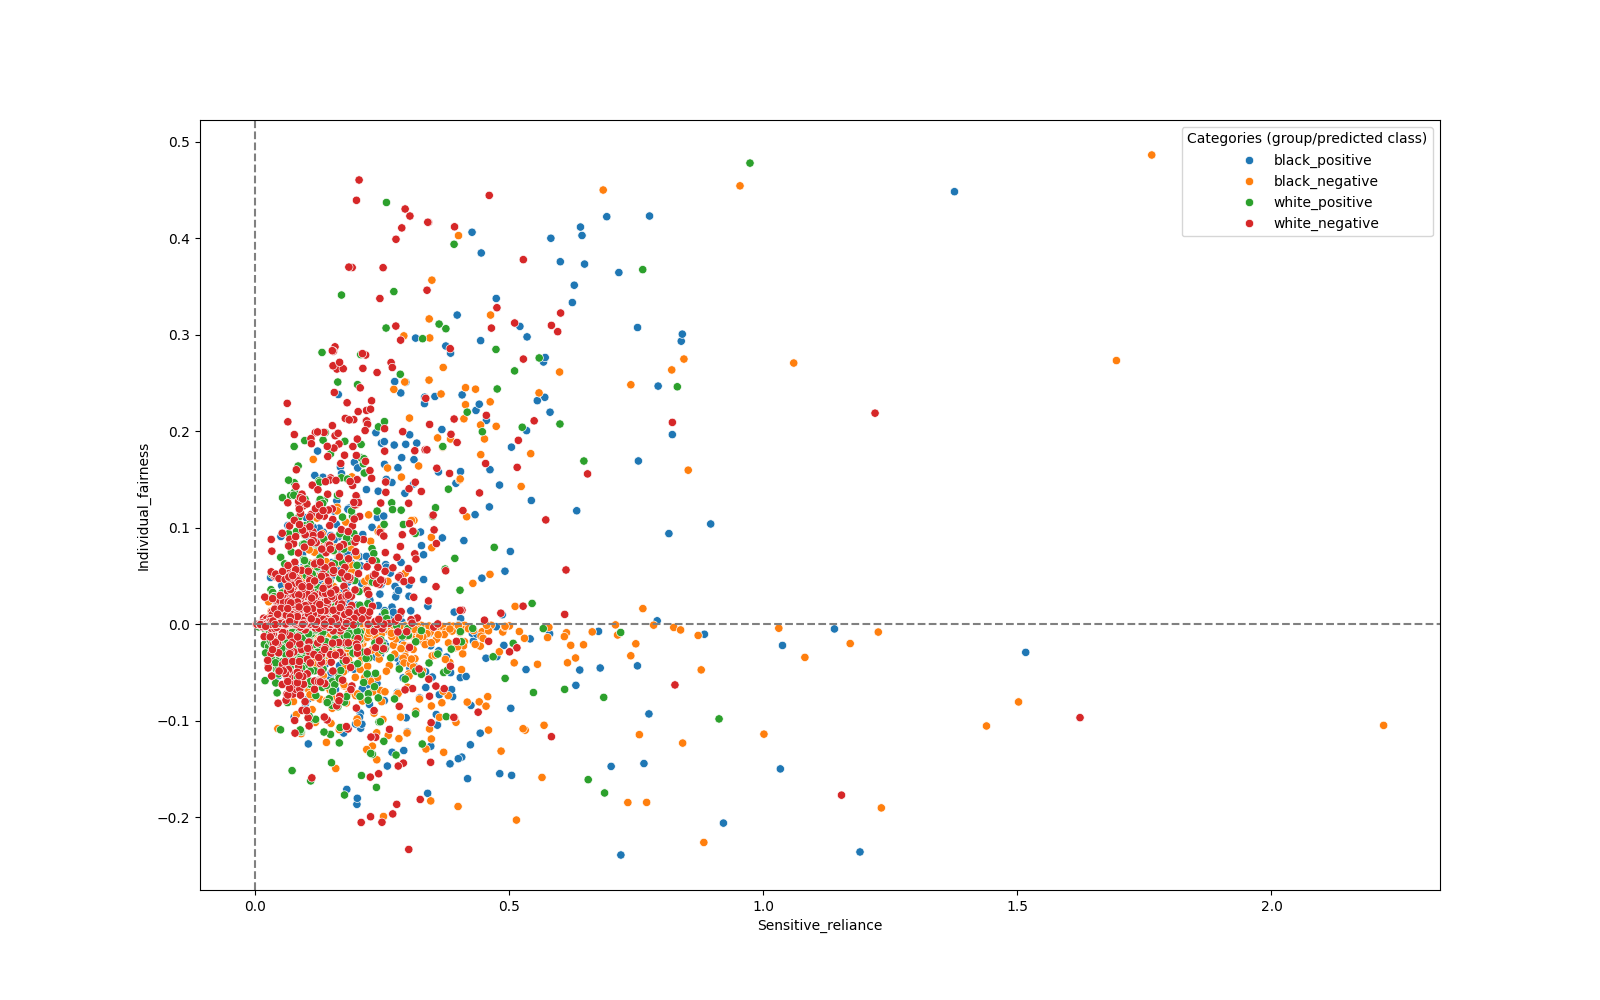 Categories (group/predicted class)
black_positive
black_negative
white_positive
white_negative
0.5
0.4
0.3
0.2
0.1
0.0
−0.1
−0.2
Individual_fairness
0.0 0.5 1.0 1.5 2.0
Sensitive_reliance